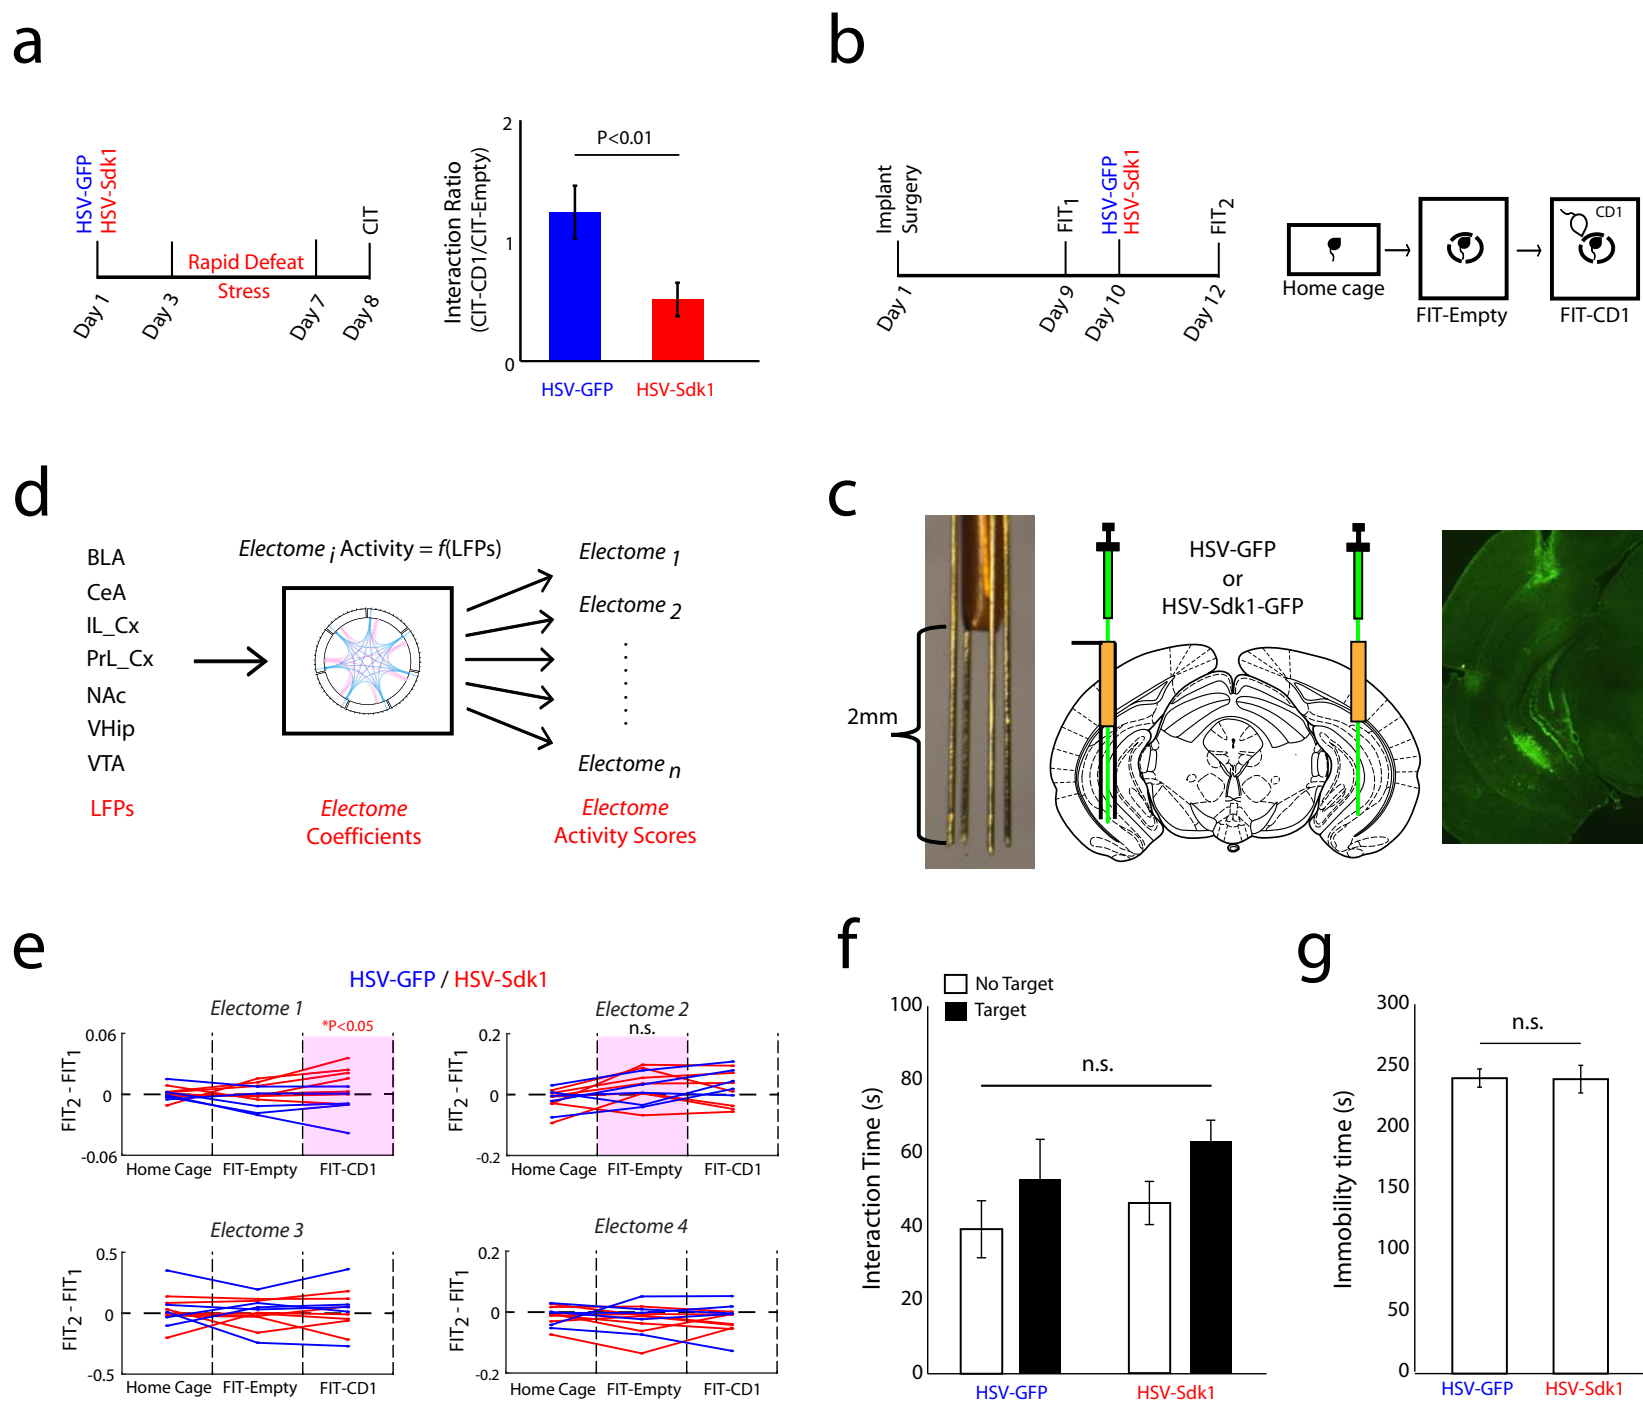 a
HSV-GFP
HSV-Sdk1
CIT
Rapid Defeat
Stress
Day 1
Day 3
Day 7
Day 8
Interaction Ratio
(CIT-CD1/CIT-Empty)
2
1
0
P<0.01
HSV-GFP
HSV-Sdk1
b
Implant
Surgery
FIT1
HSV-GFP
HSV-Sdk1
FIT2
Day 1
Day 9
Day 10
Day 12
Home cage
FIT-Empty
CD1
FIT-CD1
d
BLA
CeA
IL_Cx
PrL_Cx
NAc
VHip
VTA
LFPs
Electome i Activity = f(LFPs)
Electome
Coefficients
Electome 1
Electome 2
Electome n
Electome
Activity Scores
c
2mm
HSV-GFP
or
HSV-Sdk1-GFP
e
HSV-GFP / HSV-Sdk1
Electome 1
*P<0.05
FIT2 - FIT1
0.06
0
-0.06
Home Cage
FIT-Empty
FIT-CD1
Electome 2
n.s.
FIT2 - FIT1
0.2
0
-0.2
Home Cage
FIT-Empty
FIT-CD1
Electome 3
FIT2 - FIT1
0.5
0
-0.5
Home Cage
FIT-Empty
FIT-CD1
Electome 4
FIT2 - FIT1
0.2
0
-0.2
Home Cage
FIT-Empty
FIT-CD1
f
No Target
Target
Interaction Time (s)
100
80
60
40
20
0
n.s.
HSV-GFP
HSV-Sdk1
g
Immobility time (s)
300
250
200
150
100
50
0
n.s.
HSV-GFP
HSV-Sdk1